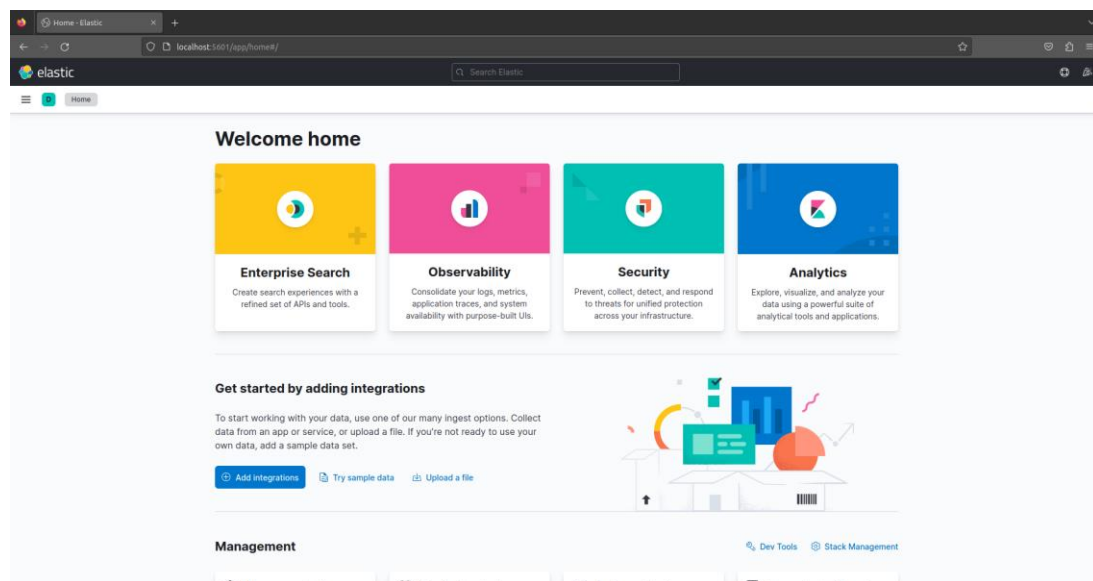 Home - Elastic
localhost:5601/app/home#/
elastic
Search Elastic
D
Home
Welcome home
Enterprise Search
Create search experiences with a
refined set of APIs and tools.
Observability
Consolidate your logs, metrics,
application traces, and system
availability with purpose-built UIs.
Security
Prevent, collect, detect, and respond
to threats for unified protection
across your infrastructure.
Analytics
Explore, visualize, and analyze your
data using a powerful suite of
analytical tools and applications.
Get started by adding integrations
To start working with your data, use one of our many ingest options. Collect
data from an app or service, or upload a file. If you're not ready to use your
own data, add a sample data set.
Add integrations
Try sample data
Upload a file
Management
Dev Tools
Stack Management